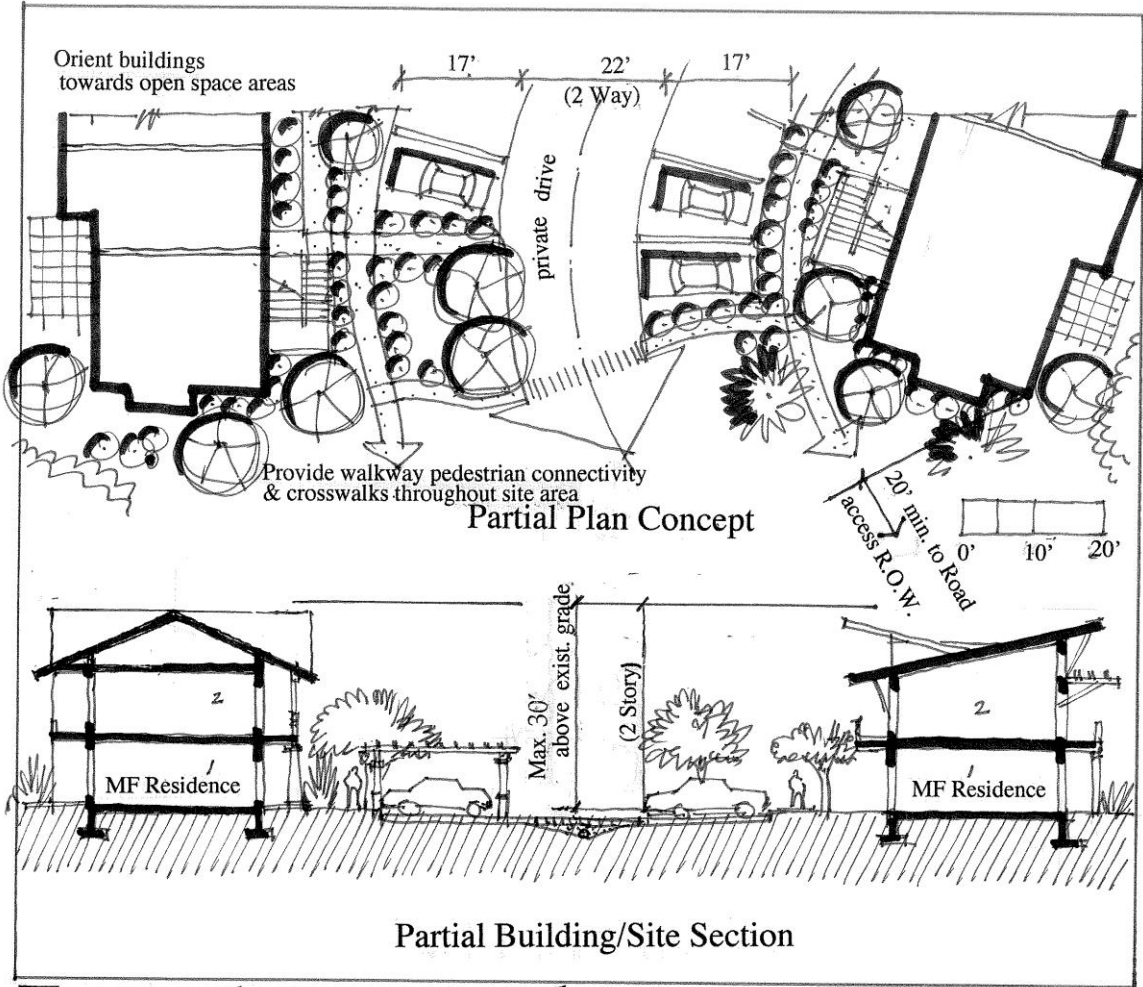 Orient buildings
towards open space areas
17'
22'
(2 Way)
17'
private drive
Provide walkway pedestrian connectivity
& crosswalks throughout site area
Partial Plan Concept
20' min. to Road
access R.O.W.
0'
10'
20'
Max. 30'
above exist. grade
(2 Story)
2
1
MF Residence
2
1
MF Residence
Partial Building/Site Section